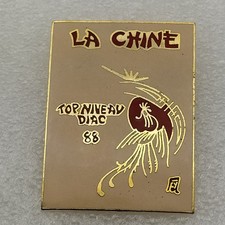 LA CHINE
TOP NIVEAU
DIAC
88